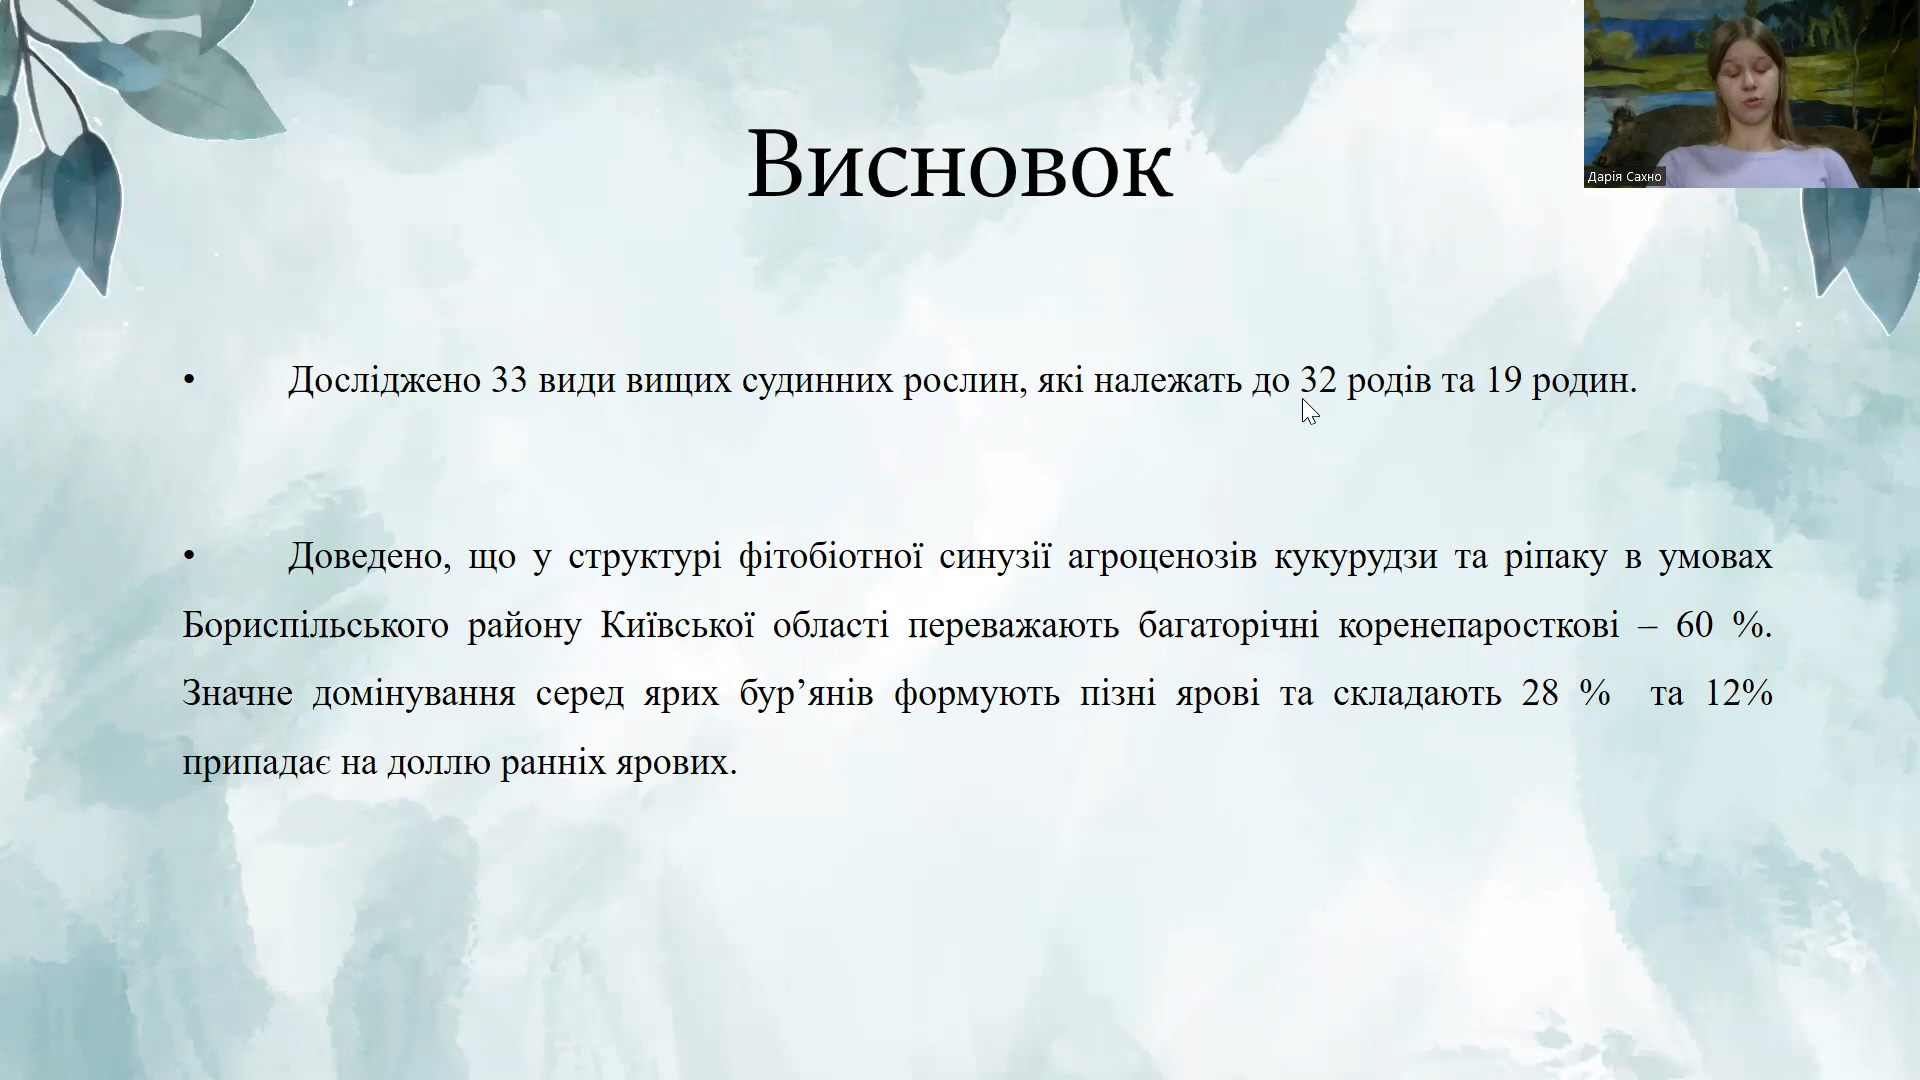 Висновок
Дарія Сахно
• Досліджено 33 види вищих судинних рослин, які належать до 32 родів та 19 родин.
• Доведено, що у структурі фітобіотної синузії агроценозів кукурудзи та ріпаку в умовах
Бориспільського району Київської області переважають багаторічні коренепаросткові – 60 %.
Значне домінування серед ярих бур’янів формують пізні ярові та складають 28 % та 12%
припадає на доллю ранніх ярових.